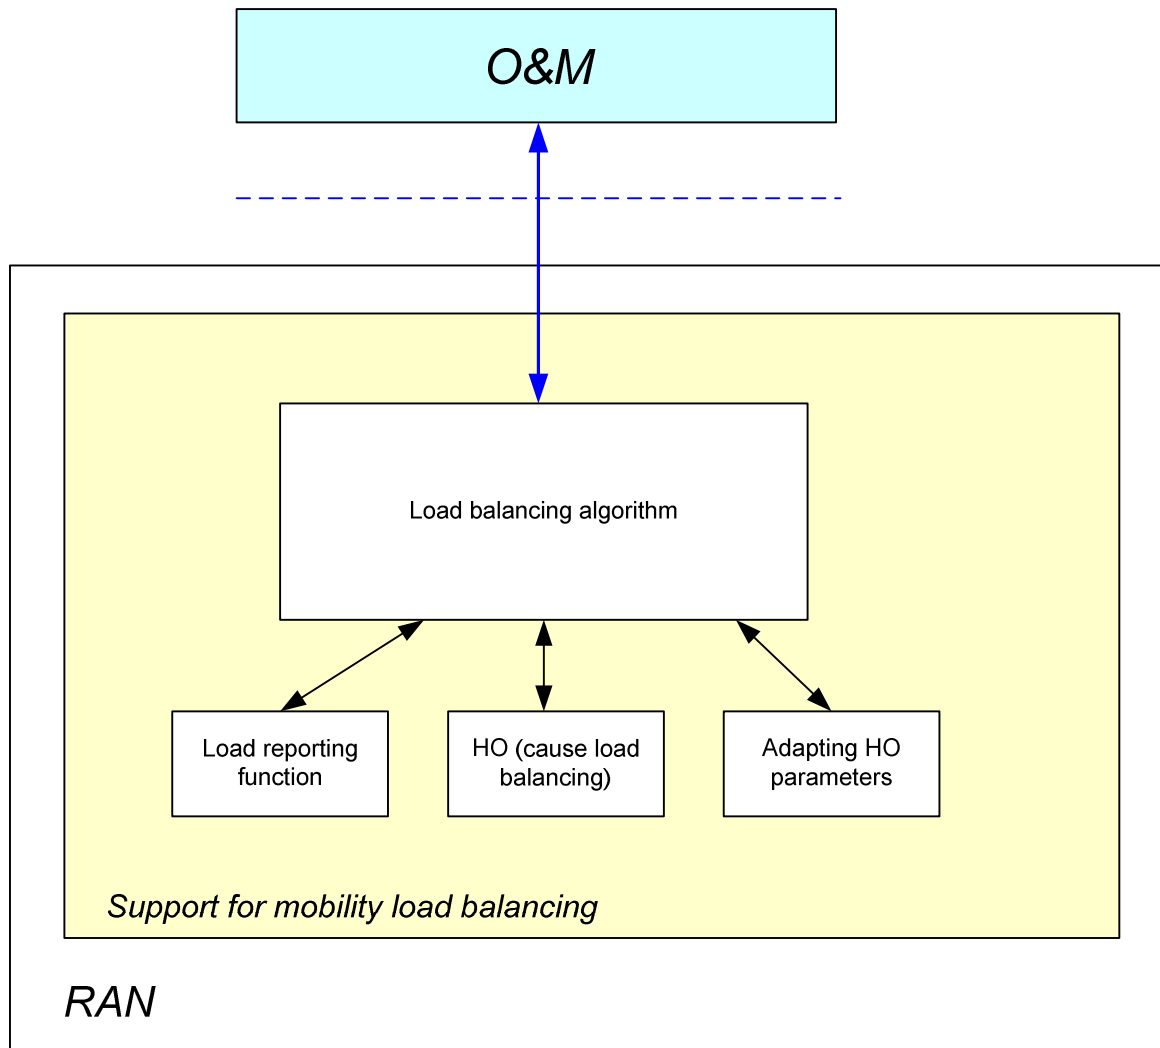 O&M
Load balancing algorithm
Load reporting
function
HO (cause load
balancing)
Adapting HO
parameters
Support for mobility load balancing
RAN